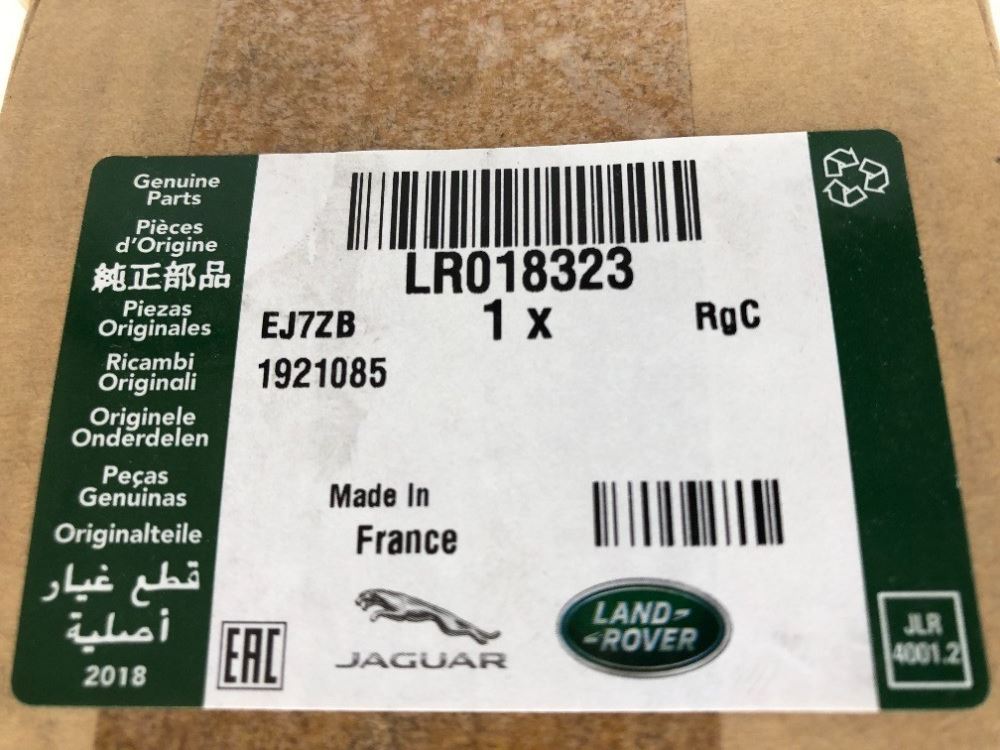 Genuine
Parts
Pièces
d'Origine
純正部品
Piezas
Originales
Ricambi
Originali
Originele
Onderdelen
Peças
Genuinas
Originalteile
قطع غيار
أصلية
2018
LR018323
EJ7ZB
1 x
RgC
1921085
Made In
France
EAC
JAGUAR
LAND-
-ROVER
JLR
4001.2